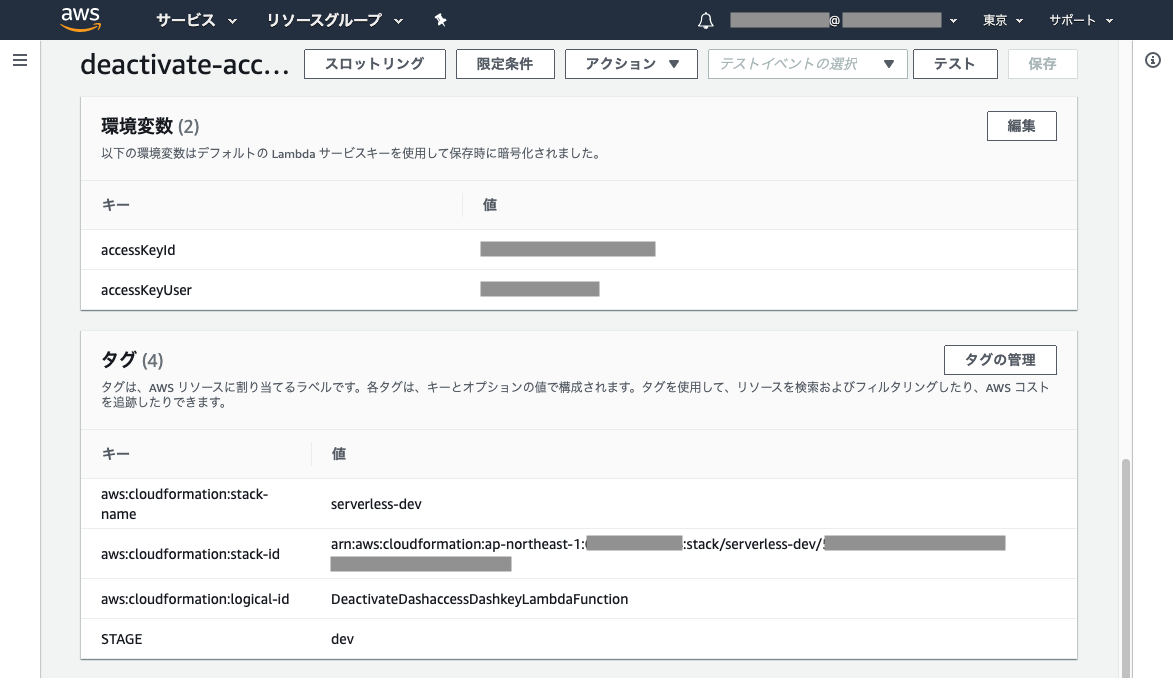 aws サービス リソースグループ @ 東京 サポート
deactivate-acc... スロットリング 限定条件 アクション テストイベントの選択 テスト 保存
環境変数 (2) 編集
以下の環境変数はデフォルトの Lambda サービスキーを使用して保存時に暗号化されました。
キー 値
accessKeyId
accessKeyUser
タグ (4) タグの管理
タグは、AWS リソースに割り当てるラベルです。各タグは、キーとオプションの値で構成されます。タグを使用して、リソースを検索およびフィルタリングしたり、AWS コスト
を追跡したりできます。
キー 値
aws:cloudformation:stack-
name
serverless-dev
aws:cloudformation:stack-id
arn:aws:cloudformation:ap-northeast-1: :stack/serverless-dev/
aws:cloudformation:logical-id DeactivateDashaccessDashkeyLambdaFunction
STAGE dev